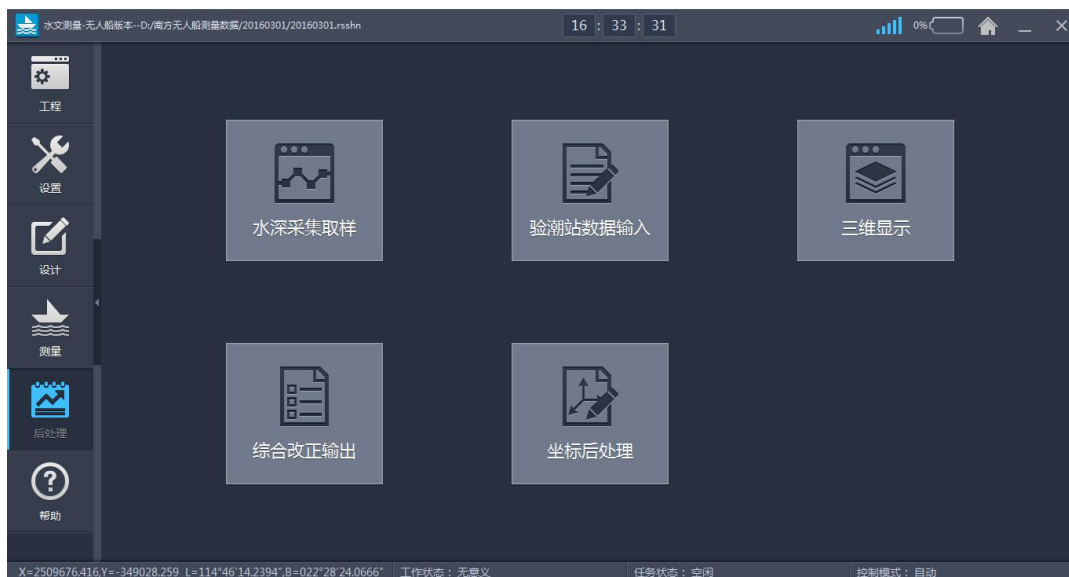 水文测量-无人船版本--D:/南方无人船测量数据/20160301/20160301.rsshn
16 : 33 : 31
0%
工程
设置
设计
测量
后处理
帮助
水深采集取样
验潮站数据输入
三维显示
综合改正输出
坐标后处理
X=2509676.416,Y=-349028.259 L=114°46'14.2394",B=022°28'24.0666"
工作状态：无意义
任务状态：空闲
控制模式：自动